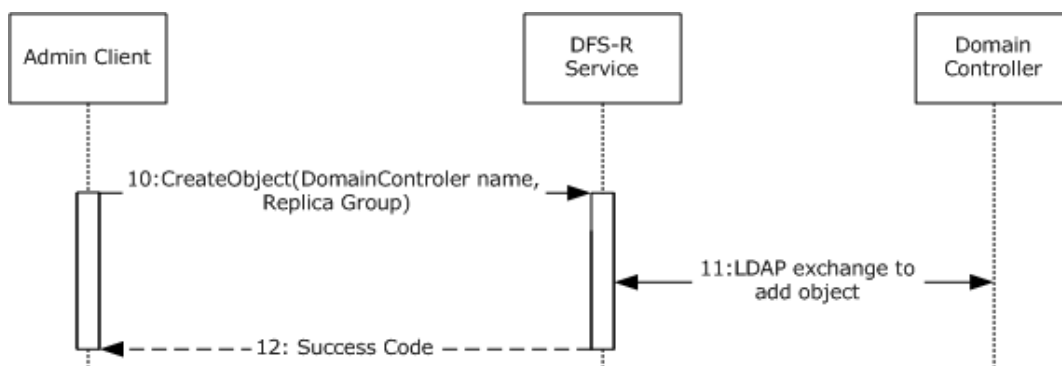 Admin Client
DFS-R
Service
Domain
Controller
10:CreateObject(DomainControler name,
Replica Group)
11:LDAP exchange to
add object
12: Success Code